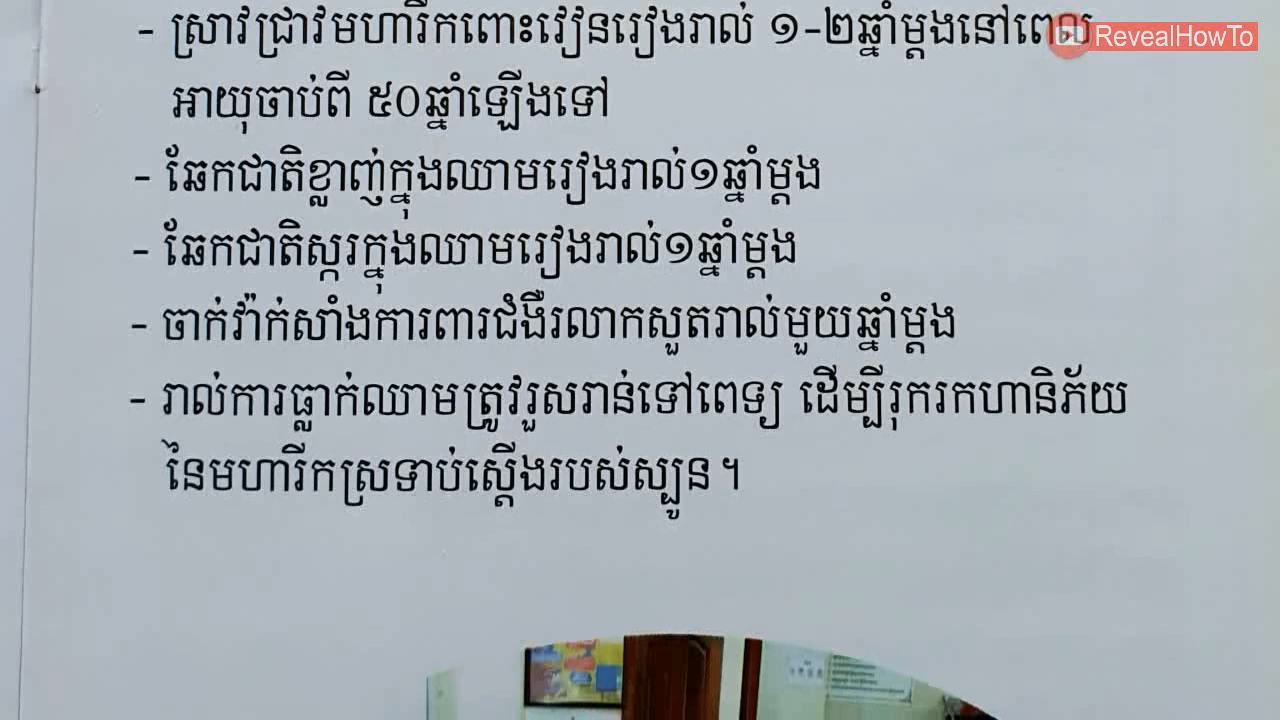 - ស្រាវជ្រាវមហារីកពោះវៀនរៀងរាល់ ១-២ឆ្នាំម្តងនៅពេល
RevealHowTo
អាយុចាប់ពី ៥០ឆ្នាំឡើងទៅ
- ឆែកជាតិខ្លាញ់ក្នុងឈាមរៀងរាល់១ឆ្នាំម្តង
- ឆែកជាតិស្ករក្នុងឈាមរៀងរាល់១ឆ្នាំម្តង
- ចាក់វ៉ាក់សាំងការពារជំងឺរលាកសួតរាល់មួយឆ្នាំម្តង
- រាល់ការធ្លាក់ឈាមត្រូវរួសរាន់ទៅពេទ្យ ដើម្បីរុករកហានិភ័យ
នៃមហារីកស្រទាប់ស្តើងរបស់ស្បូន។